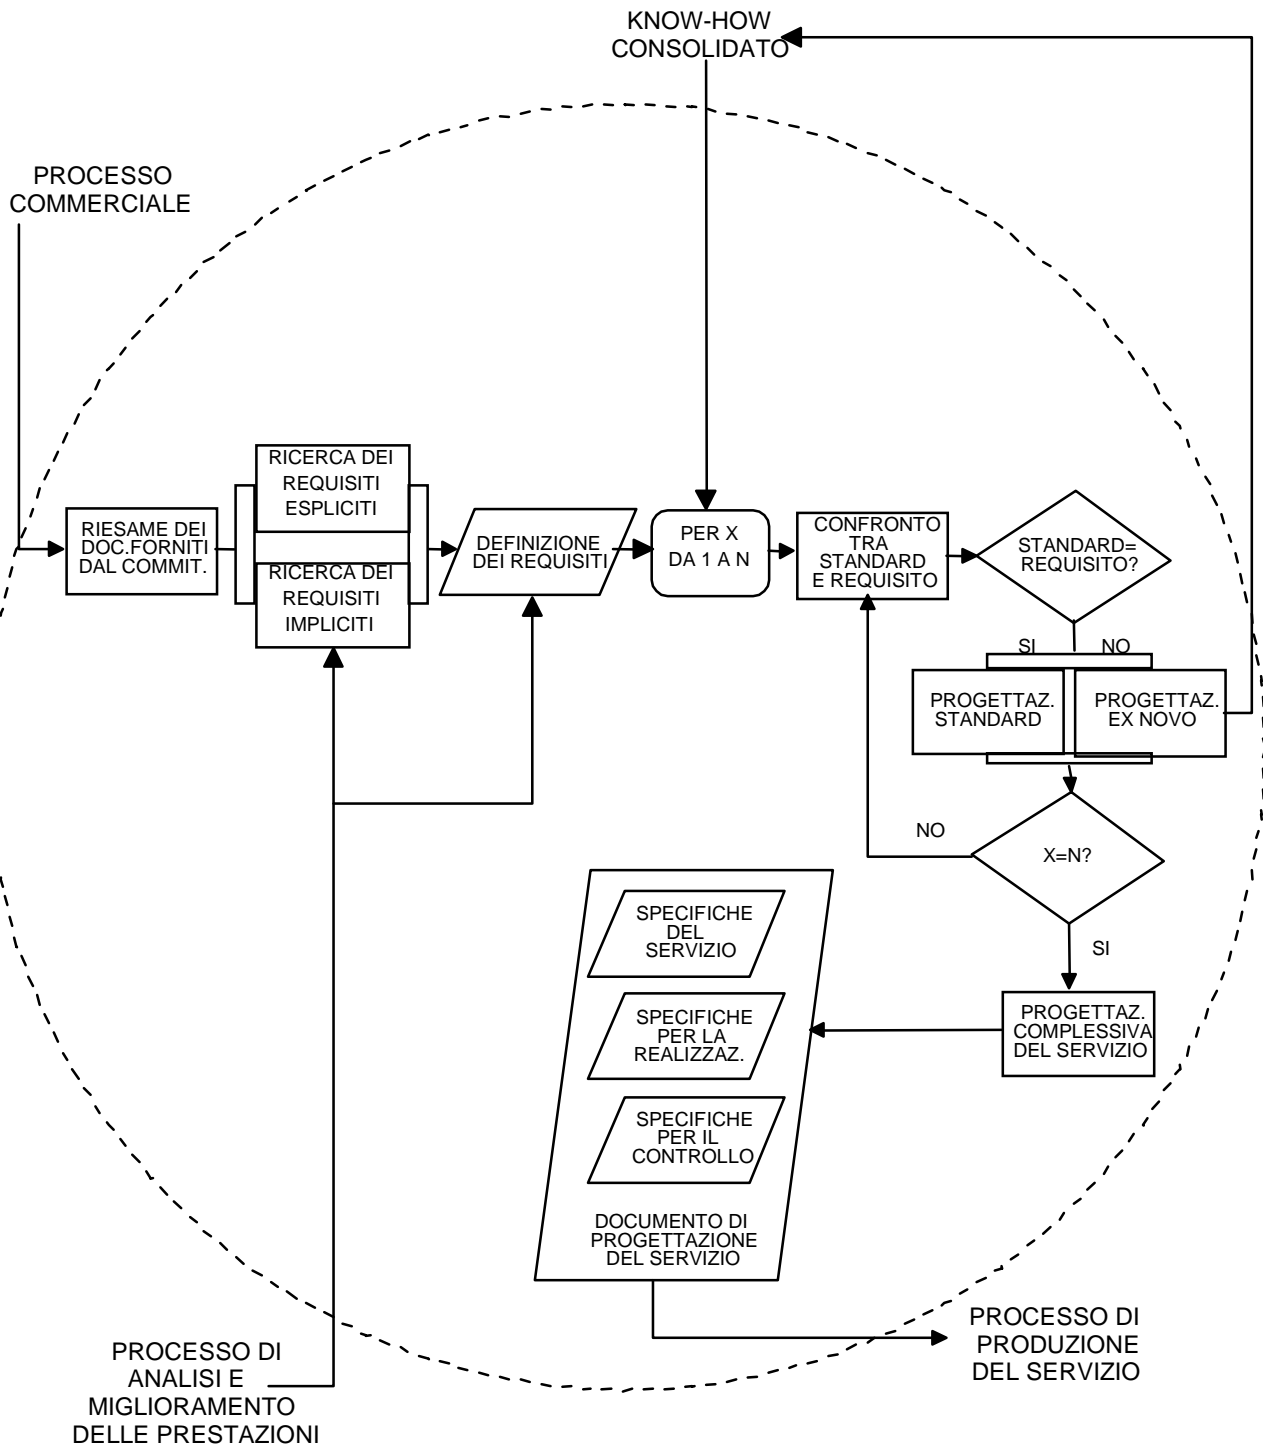 KNOW-HOW
CONSOLIDATO
PROCESSO
COMMERCIALE
RIESAME DEI
DOC.FORNITI
DAL COMMIT.
RICERCA DEI
REQUISITI
ESPLICITI
RICERCA DEI
REQUISITI
IMPLICITI
DEFINIZIONE
DEI REQUISITI
PER X
DA 1 A N
CONFRONTO
TRA
STANDARD
E REQUISITO
STANDARD=
REQUISITO?
SI
NO
PROGETTAZ.
STANDARD
PROGETTAZ.
EX NOVO
NO
X=N?
SI
PROGETTAZ.
COMPLESSIVA
DEL SERVIZIO
SPECIFICHE
DEL
SERVIZIO
SPECIFICHE
PER LA
REALIZZAZ.
SPECIFICHE
PER IL
CONTROLLO
DOCUMENTO DI
PROGETTAZIONE
DEL SERVIZIO
PROCESSO DI
PRODUZIONE
DEL SERVIZIO
PROCESSO DI
ANALISI E
MIGLIORAMENTO
DELLE PRESTAZIONI